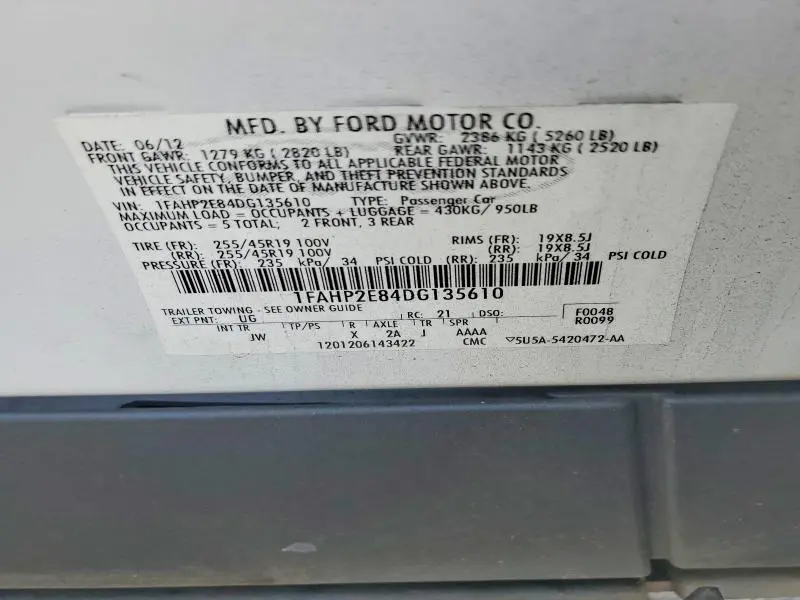 MFD. BY FORD MOTOR CO.
DATE: 06/12 GVWR: 2386 KG ( 5260 LB)
FRONT GAWR: 1279 KG ( 2820 LB) REAR GAWR: 1143 KG ( 2520 LB)
THIS VEHICLE CONFORMS TO ALL APPLICABLE FEDERAL MOTOR
VEHICLE SAFETY, BUMPER, AND THEFT PREVENTION STANDARDS
IN EFFECT ON THE DATE OF MANUFACTURE SHOWN ABOVE.
VIN: 1FAHP2E84DG135610 TYPE: Passenger Car
MAXIMUM LOAD = OCCUPANTS + LUGGAGE = 430KG/ 950LB
OCCUPANTS = 5 TOTAL; 2 FRONT, 3 REAR
TIRE (FR): 255/45R19 100V RIMS (FR): 19X8.5J
(RR): 255/45R19 100V (RR): 19X8.5J
PRESSURE (FR): 235 kPa/ 34 PSI COLD (RR): 235 kPa/ 34 PSI COLD
1FAHP2E84DG135610
TRAILER TOWING - SEE OWNER GUIDE
EXT PNT: UG RC: 21 DSO: F0048
R0099
INT TR TP/PS R AXLE TR SPR
JW X 2A J AAAA
1201206143422 CMC ▽5U5A-5420472-AA